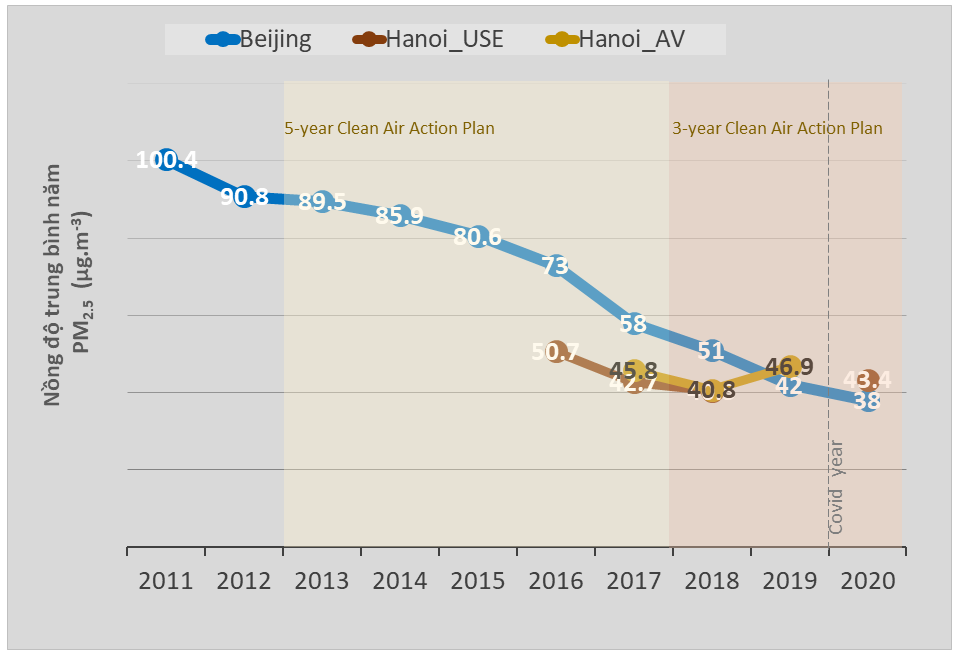 Beijing Hanoi_USE Hanoi_AV
5-year Clean Air Action Plan 3-year Clean Air Action Plan
Nồng độ trung bình năm
PM2.5 (µg.m-3)
100.4
90.8
89.5
85.9
80.6
73
58
51
42
38
50.7
42.7
43.4
45.8
40.8
46.9
Covid year
2011 2012 2013 2014 2015 2016 2017 2018 2019 2020